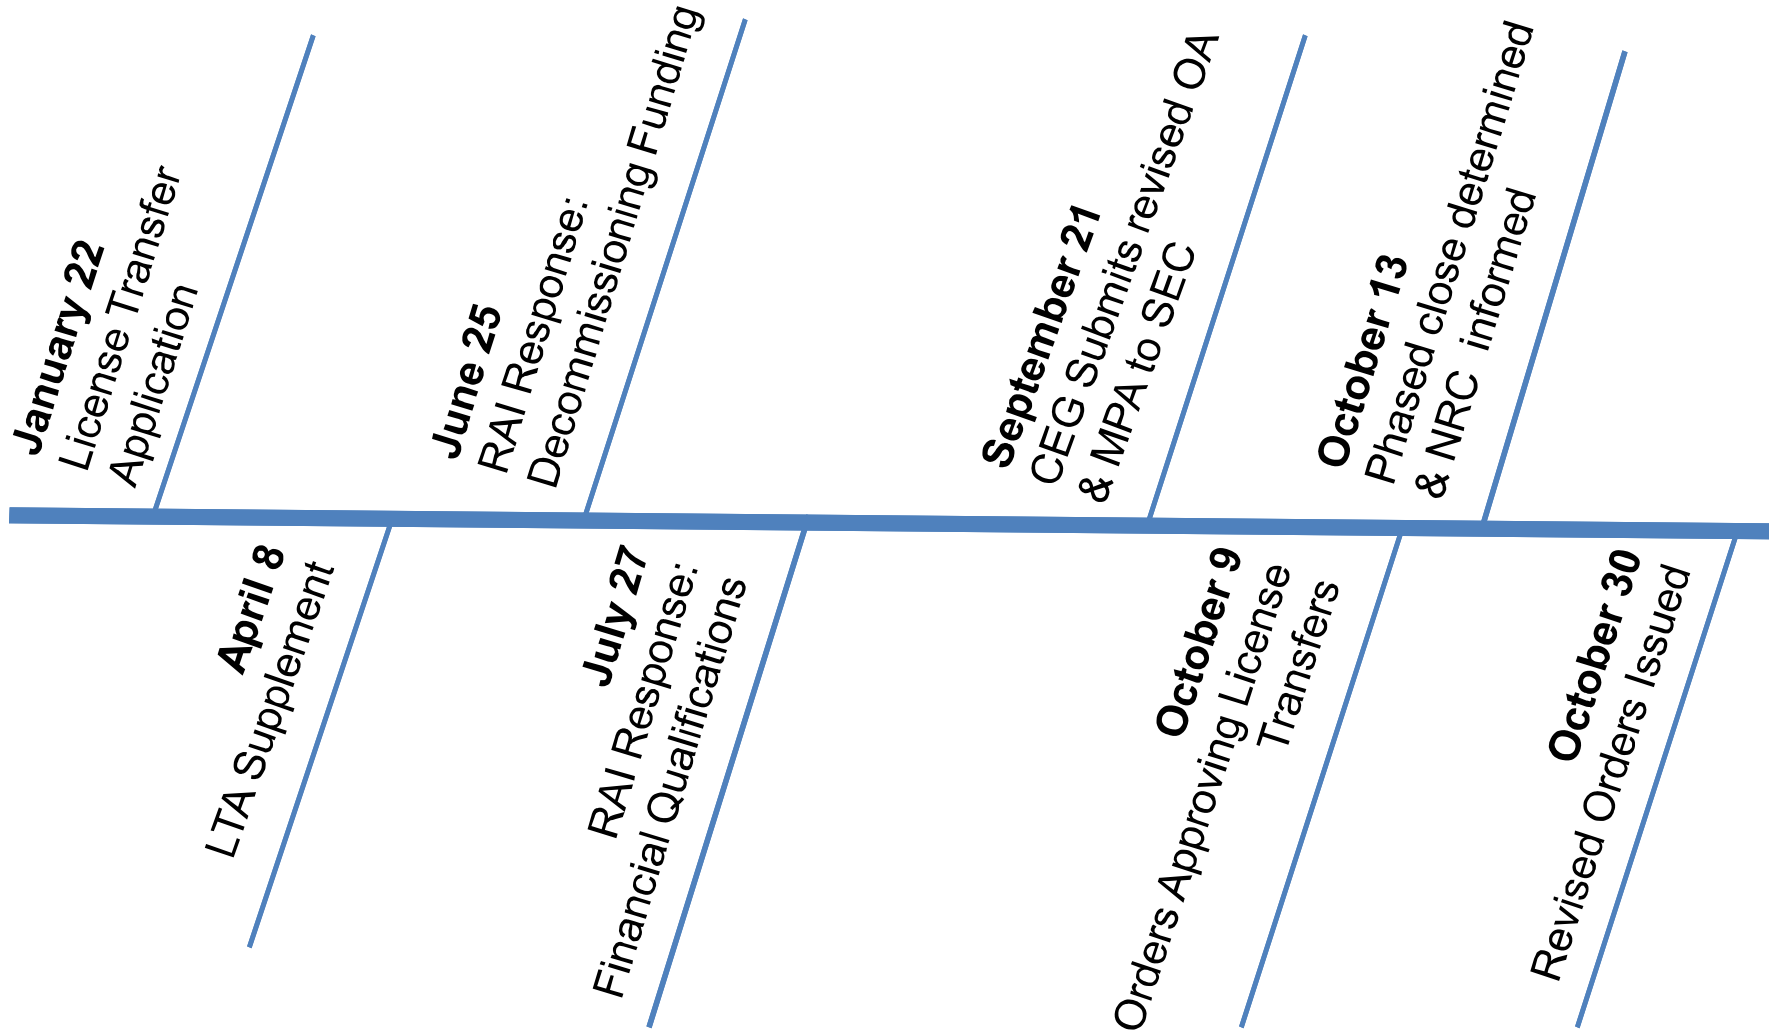 January 22
License Transfer
Application
April 8
LTA Supplement
June 25
RAI Response:
Decommissioning Funding
July 27
RAI Response:
Financial Qualifications
September 21
CEG Submits revised OA
& MPA to SEC
October 9
Orders Approving License
Transfers
October 13
Phased close determined
& NRC informed
October 30
Revised Orders Issued